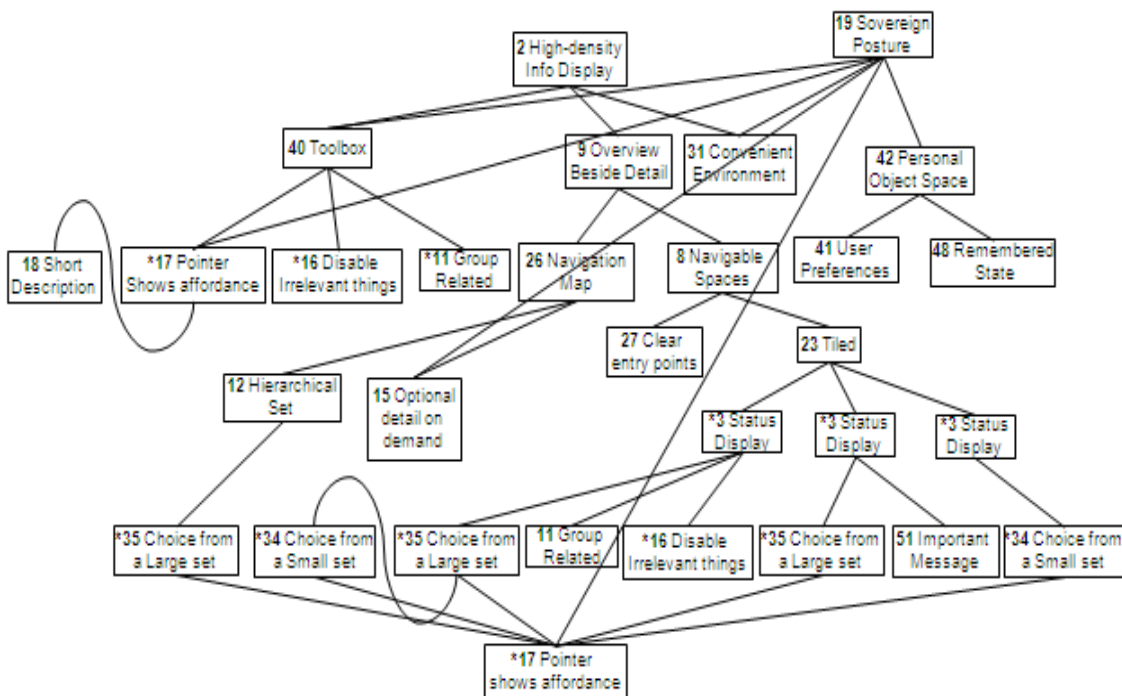 19 Sovereign
Posture
2 High-density
Info Display
40 Toolbox
9 Overview
Beside Detail
31 Convenient
Environment
42 Personal
Object Space
18 Short
Description
*17 Pointer
Shows affordance
*16 Disable
Irrelevant things
*11 Group
Related
26 Navigation
Map
8 Navigable
Spaces
41 User
Preferences
48 Remembered
State
27 Clear
entry points
23 Tiled
12 Hierarchical
Set
15 Optional
detail on
demand
*3 Status
Display
*3 Status
Display
*3 Status
Display
*35 Choice from
a Large set
*34 Choice from
a Small set
*35 Choice from
a Large set
11 Group
Related
*16 Disable
Irrelevant things
*35 Choice from
a Large set
51 Important
Message
*34 Choice from
a Small set
*17 Pointer
shows affordance